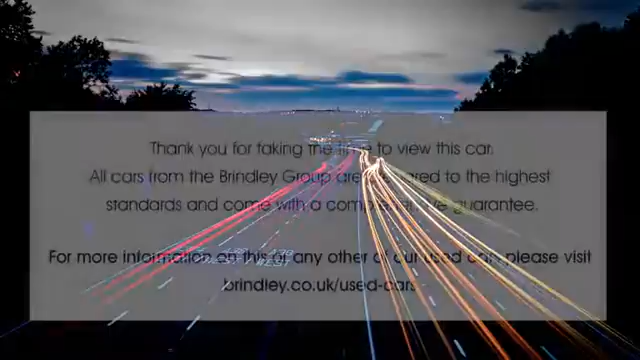 Thank you for taking the time to view this car.
All cars from the Brindley Group are prepared to the highest
standards and come with a comprehensive guarantee.
For more information on this or any other of our used cars please visit
brindley.co.uk/used-cars